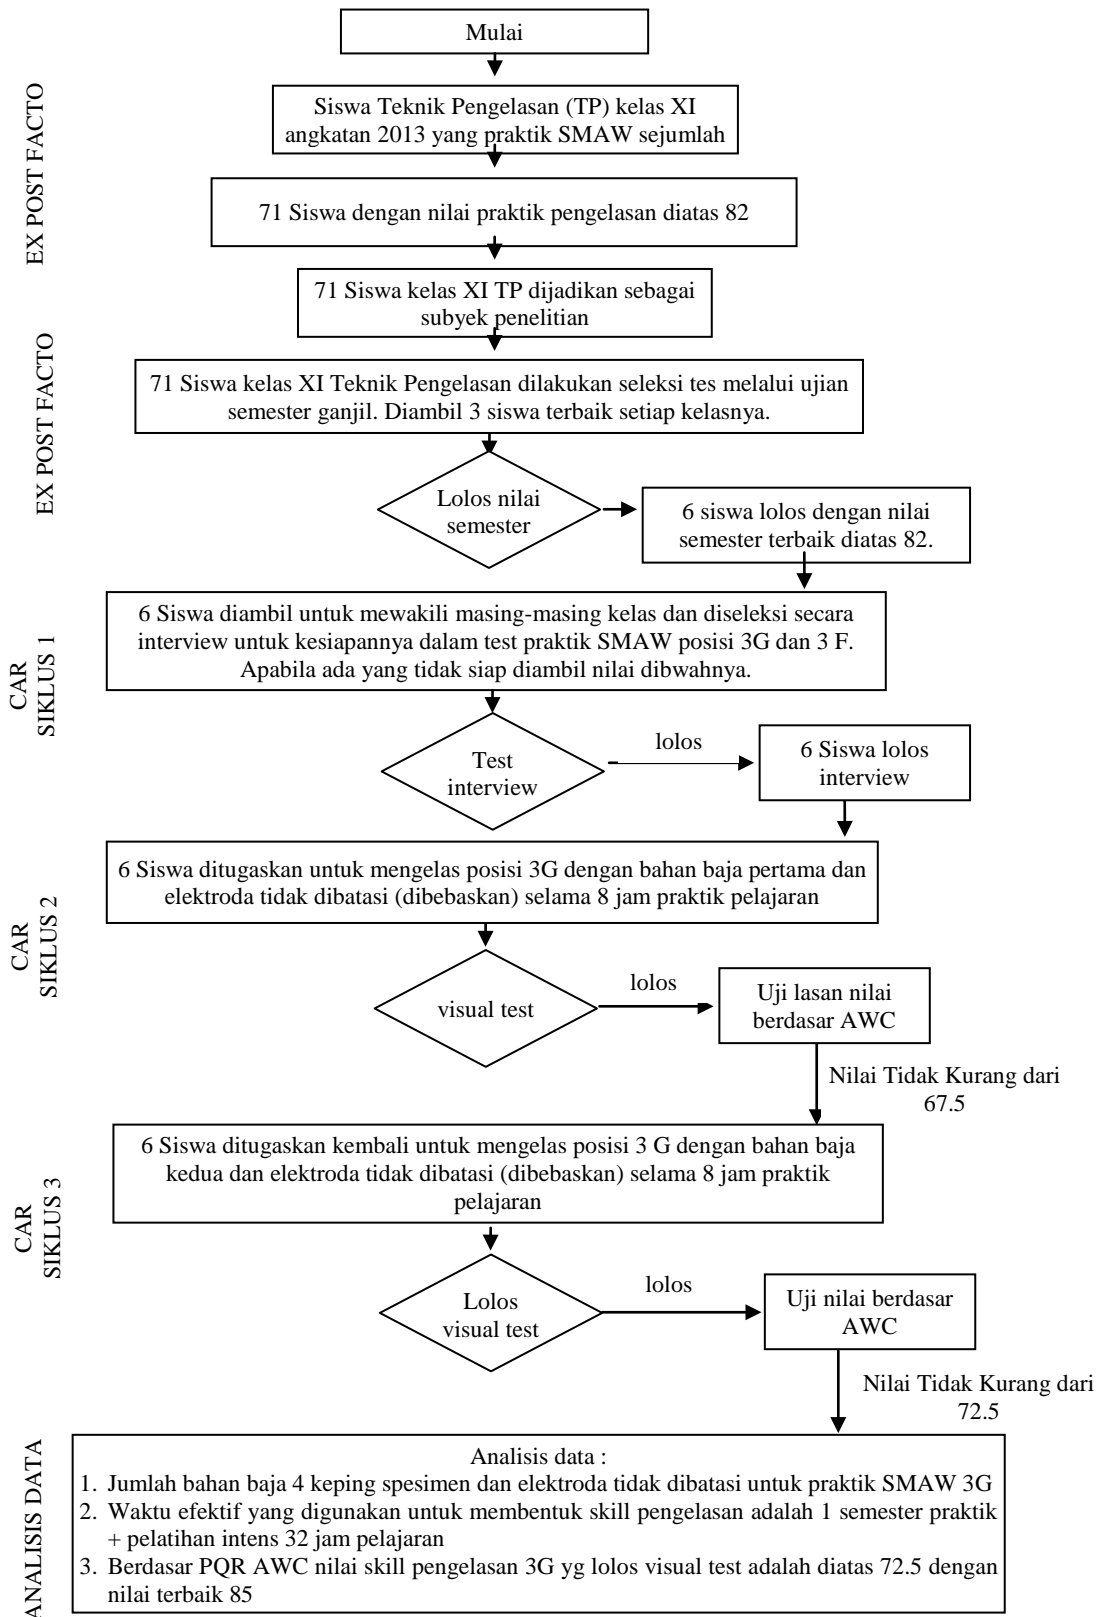 Mulai
EX POST FACTO
Siswa Teknik Pengelasan (TP) kelas XI
angkatan 2013 yang praktik SMAW sejumlah
71 Siswa dengan nilai praktik pengelasan diatas 82
71 Siswa kelas XI TP dijadikan sebagai
subyek penelitian
EX POST FACTO
71 Siswa kelas XI Teknik Pengelasan dilakukan seleksi tes melalui ujian
semester ganjil. Diambil 3 siswa terbaik setiap kelasnya.
Lolos nilai
semester
6 siswa lolos dengan nilai
semester terbaik diatas 82.
CAR
SIKLUS 1
6 Siswa diambil untuk mewakili masing-masing kelas dan diseleksi secara
interview untuk kesiapannya dalam test praktik SMAW posisi 3G dan 3 F.
Apabila ada yang tidak siap diambil nilai dibwahnya.
Test
interview
lolos
6 Siswa lolos
interview
CAR
SIKLUS 2
6 Siswa ditugaskan untuk mengelas posisi 3G dengan bahan baja pertama dan
elektroda tidak dibatasi (dibebaskan) selama 8 jam praktik pelajaran
visual test
lolos
Uji lasan nilai
berdasar AWC
Nilai Tidak Kurang dari
67.5
CAR
SIKLUS 3
6 Siswa ditugaskan kembali untuk mengelas posisi 3 G dengan bahan baja
kedua dan elektroda tidak dibatasi (dibebaskan) selama 8 jam praktik
pelajaran
Lolos
visual test
lolos
Uji nilai berdasar
AWC
Nilai Tidak Kurang dari
72.5
ANALISIS DATA
Analisis data :
1. Jumlah bahan baja 4 keping spesimen dan elektroda tidak dibatasi untuk praktik SMAW 3G
2. Waktu efektif yang digunakan untuk membentuk skill pengelasan adalah 1 semester praktik
+ pelatihan intens 32 jam pelajaran
3. Berdasar PQR AWC nilai skill pengelasan 3G yg lolos visual test adalah diatas 72.5 dengan
nilai terbaik 85